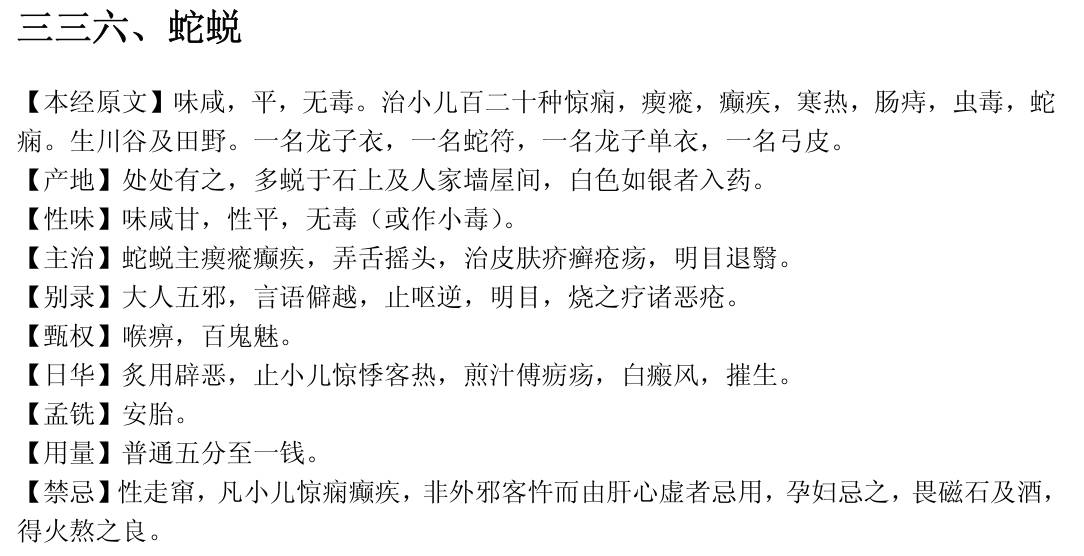 三三六、蛇蜕
【本经原文】味咸，平，无毒。治小儿百二十种惊痫，瘈瘲，癫疾，寒热，肠痔，虫毒，蛇
痫。生川谷及田野。一名龙子衣，一名蛇符，一名龙子单衣，一名弓皮。
【产地】处处有之，多蜕于石上及人家墙屋间，白色如银者入药。
【性味】味咸甘，性平，无毒（或作小毒）。
【主治】蛇蜕主瘈瘲癫疾，弄舌摇头，治皮肤疥癣疮疡，明目退翳。
【别录】大人五邪，言语僻越，止呕逆，明目，烧之疗诸恶疮。
【甄权】喉痹，百鬼魅。
【日华】炙用辟恶，止小儿惊悸客热，煎汁傅疠疡，白癜风，摧生。
【孟铣】安胎。
【用量】普通五分至一钱。
【禁忌】性走窜，凡小儿惊痫癫疾，非外邪客忤而由肝心虚者忌用，孕妇忌之，畏磁石及酒，
得火熬之良。